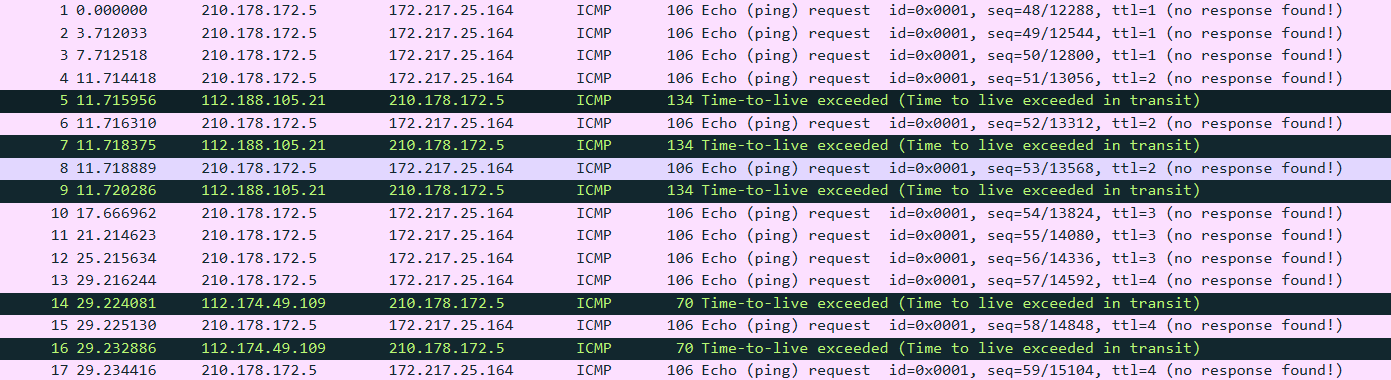 1 0.000000 210.178.172.5 172.217.25.164 ICMP 106 Echo (ping) request id=0x0001, seq=48/12288, ttl=1 (no response found!)
2 3.712033 210.178.172.5 172.217.25.164 ICMP 106 Echo (ping) request id=0x0001, seq=49/12544, ttl=1 (no response found!)
3 7.712518 210.178.172.5 172.217.25.164 ICMP 106 Echo (ping) request id=0x0001, seq=50/12800, ttl=1 (no response found!)
4 11.714418 210.178.172.5 172.217.25.164 ICMP 106 Echo (ping) request id=0x0001, seq=51/13056, ttl=2 (no response found!)
5 11.715956 112.188.105.21 210.178.172.5 ICMP 134 Time-to-live exceeded (Time to live exceeded in transit)
6 11.716310 210.178.172.5 172.217.25.164 ICMP 106 Echo (ping) request id=0x0001, seq=52/13312, ttl=2 (no response found!)
7 11.718375 112.188.105.21 210.178.172.5 ICMP 134 Time-to-live exceeded (Time to live exceeded in transit)
8 11.718889 210.178.172.5 172.217.25.164 ICMP 106 Echo (ping) request id=0x0001, seq=53/13568, ttl=2 (no response found!)
9 11.720286 112.188.105.21 210.178.172.5 ICMP 134 Time-to-live exceeded (Time to live exceeded in transit)
10 17.666962 210.178.172.5 172.217.25.164 ICMP 106 Echo (ping) request id=0x0001, seq=54/13824, ttl=3 (no response found!)
11 21.214623 210.178.172.5 172.217.25.164 ICMP 106 Echo (ping) request id=0x0001, seq=55/14080, ttl=3 (no response found!)
12 25.215634 210.178.172.5 172.217.25.164 ICMP 106 Echo (ping) request id=0x0001, seq=56/14336, ttl=3 (no response found!)
13 29.216244 210.178.172.5 172.217.25.164 ICMP 106 Echo (ping) request id=0x0001, seq=57/14592, ttl=4 (no response found!)
14 29.224081 112.174.49.109 210.178.172.5 ICMP 70 Time-to-live exceeded (Time to live exceeded in transit)
15 29.225130 210.178.172.5 172.217.25.164 ICMP 106 Echo (ping) request id=0x0001, seq=58/14848, ttl=4 (no response found!)
16 29.232886 112.174.49.109 210.178.172.5 ICMP 70 Time-to-live exceeded (Time to live exceeded in transit)
17 29.234416 210.178.172.5 172.217.25.164 ICMP 106 Echo (ping) request id=0x0001, seq=59/15104, ttl=4 (no response found!)